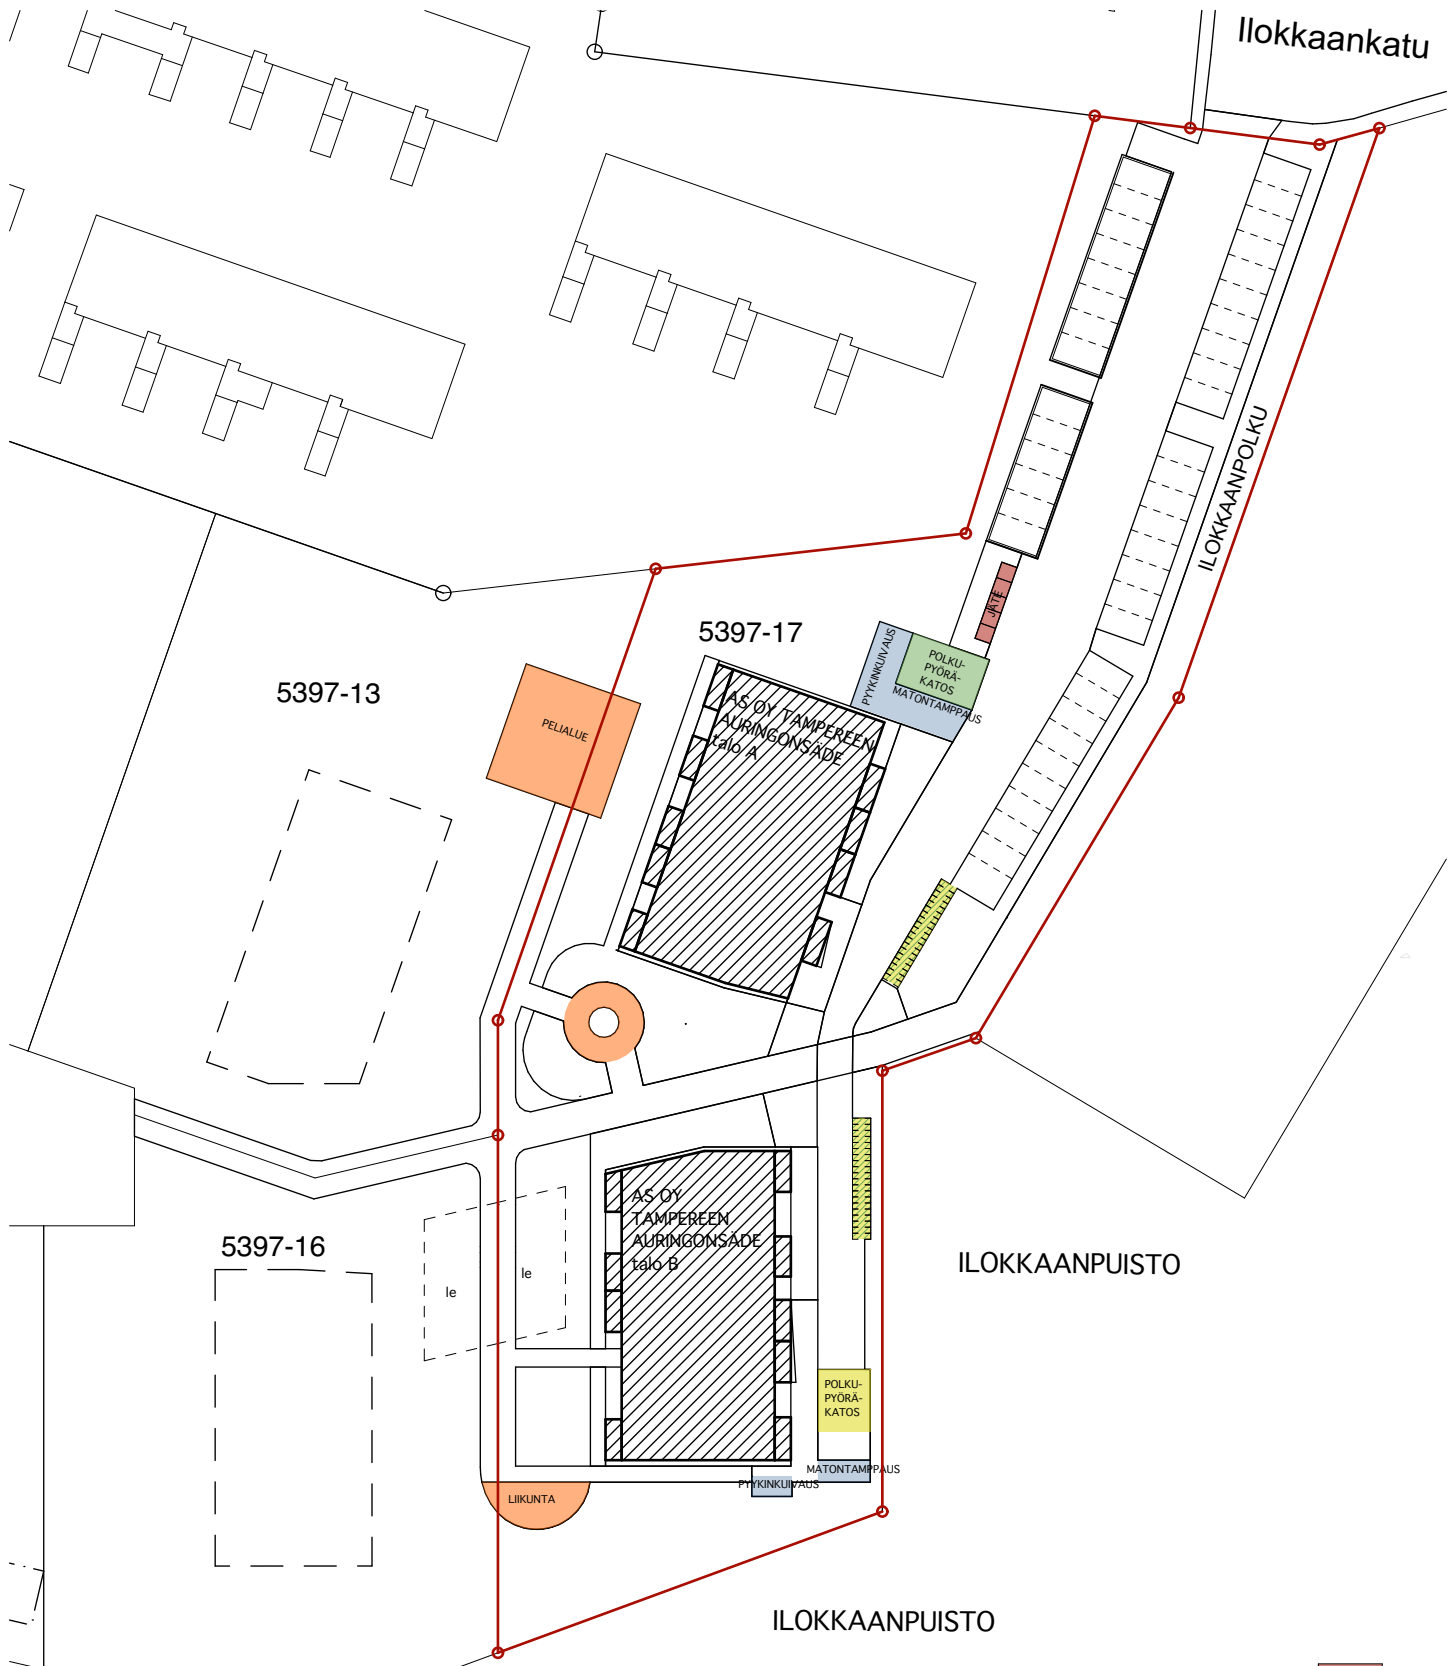 Ilokkaankatu
ILOKKAANPOLKU
JÄTE
5397-17
PYYKINKUIVAUS
POLKU-
PYÖRÄ-
KATOS
MATONTAMPPAUS
5397-13
PELIALUE
AS OY TAMPEREEN
AURINGONSÄDE
talo A
5397-16
le
le
AS OY
TAMPEREEN
AURINGONSÄDE
talo B
ILOKKAANPUISTO
POLKU-
PYÖRÄ-
KATOS
MATONTAMPPAUS
PYYKINKUIVAUS
LIIKUNTA
ILOKKAANPUISTO